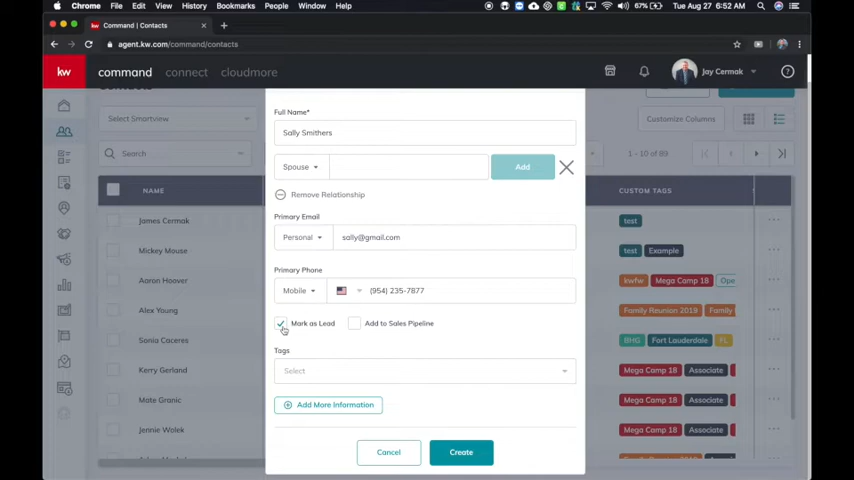 Chrome File Edit View History Bookmarks People Window Help
67% Tue Aug 27 6:52 AM
Command | Contacts
agent.kw.com/command/contacts
kw command connect cloudmore Jay Cermak
Select Smartview
Customize Columns
Search
1 - 10 of 89
NAME
CUSTOM TAGS
James Cermak
test
Mickey Mouse
test Example
Aaron Hoover
lnvfw Mega Camp 18 Ope
Alex Young
Family Reunion 2019 Family
Sonia Caceres
BHG Fort Lauderdale FL
Kerry Gerland
Mega Camp 18 Associate
Mate Granic
Mega Camp 18 Associate
Jennie Wolek
Mega Camp 18 Associate
Full Name*
Sally Smithers
Spouse
Add
Remove Relationship
Primary Email
Personal sally@gmail.com
Primary Phone
Mobile (954) 235-7877
Mark as Lead Add to Sales Pipeline
Tags
Select
Add More Information
Cancel Create